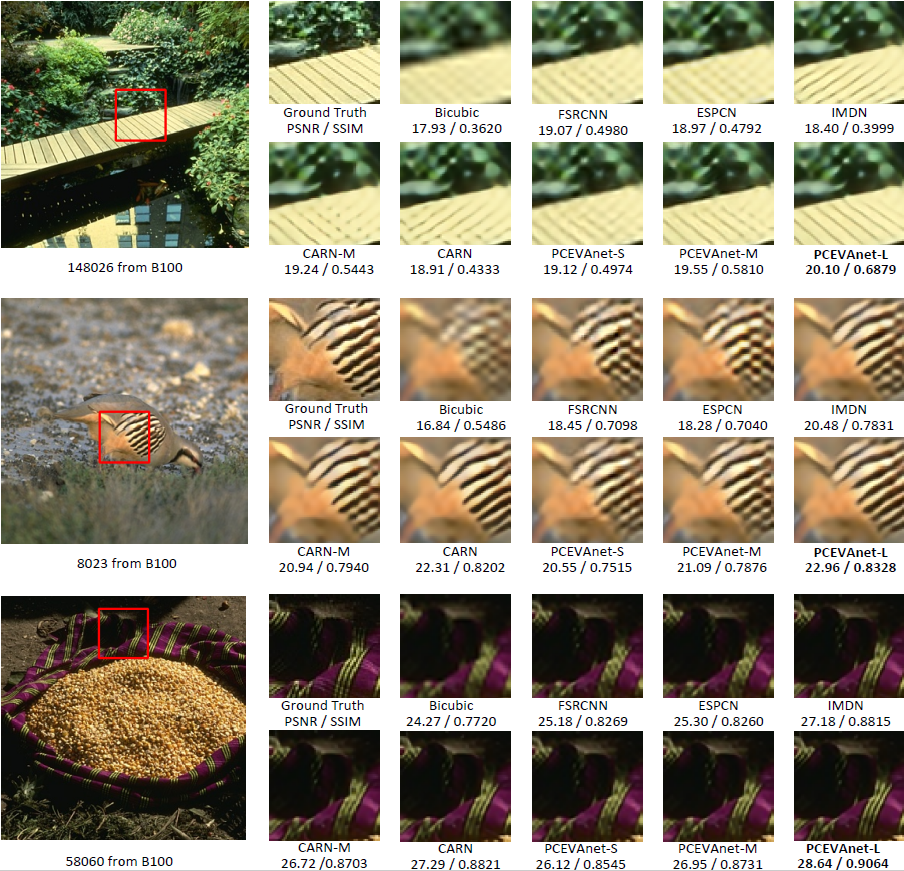 Ground Truth
PSNR / SSIM
Bicubic
17.93 / 0.3620
FSRCNN
19.07 / 0.4980
ESPCN
18.97 / 0.4792
IMDN
18.40 / 0.3999
148026 from B100
CARN-M
19.24 / 0.5443
CARN
18.91 / 0.4333
PCEVAnet-S
19.12 / 0.4974
PCEVAnet-M
19.55 / 0.5810
PCEVAnet-L
20.10 / 0.6879
Ground Truth
PSNR / SSIM
Bicubic
16.84 / 0.5486
FSRCNN
18.45 / 0.7098
ESPCN
18.28 / 0.7040
IMDN
20.48 / 0.7831
8023 from B100
CARN-M
20.94 / 0.7940
CARN
22.31 / 0.8202
PCEVAnet-S
20.55 / 0.7515
PCEVAnet-M
21.09 / 0.7876
PCEVAnet-L
22.96 / 0.8328
Ground Truth
PSNR / SSIM
Bicubic
24.27 / 0.7720
FSRCNN
25.18 / 0.8269
ESPCN
25.30 / 0.8260
IMDN
27.18 / 0.8815
58060 from B100
CARN-M
26.72 /0.8703
CARN
27.29 / 0.8821
PCEVAnet-S
26.12 / 0.8545
PCEVAnet-M
26.95 / 0.8731
PCEVAnet-L
28.64 / 0.9064